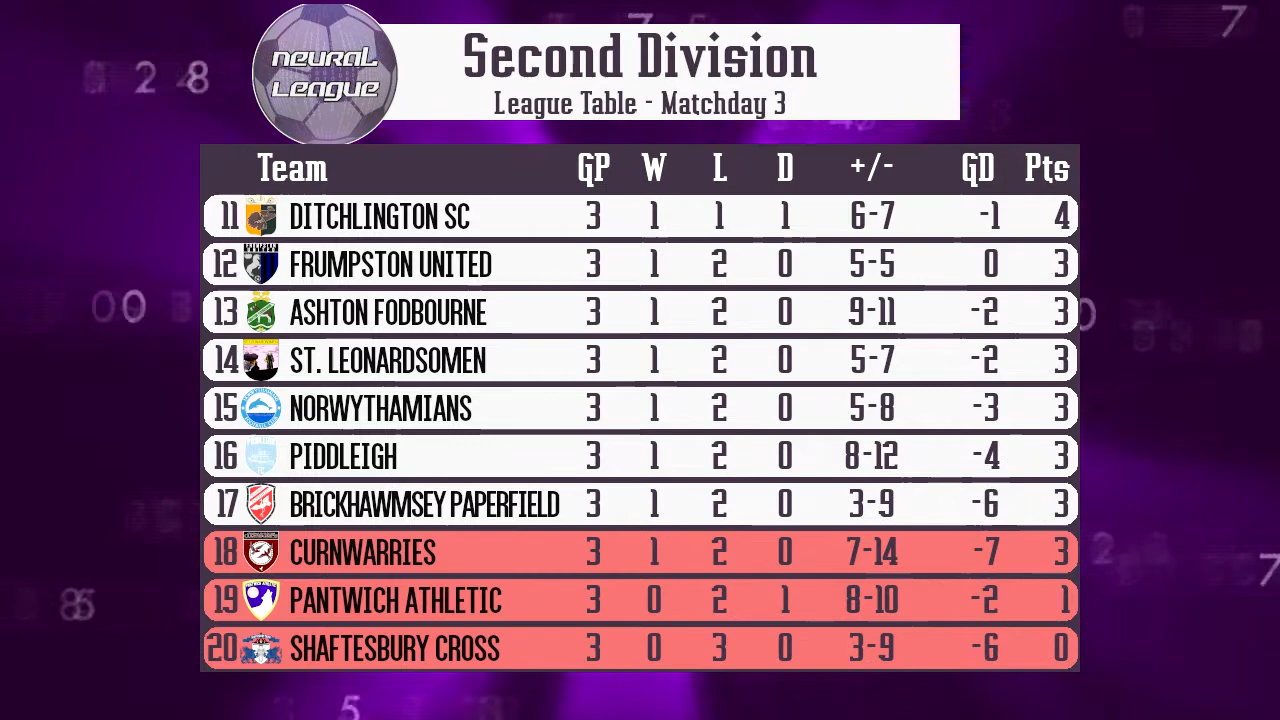 neural
League
Second Division
League Table - Matchday 3
Team GP W L D +/- GD Pts
11 DITCHLINGTON SC 3 1 1 1 6-7 -1 4
12 FRUMPSTON UNITED 3 1 2 0 5-5 0 3
13 ASHTON FODBOURNE 3 1 2 0 9-11 -2 3
14 ST. LEONARDSOMEN 3 1 2 0 5-7 -2 3
15 NORWYTHAMIANS 3 1 2 0 5-8 -3 3
16 PIDDLEIGH 3 1 2 0 8-12 -4 3
17 BRICKHAWMSEY PAPERFIELD 3 1 2 0 3-9 -6 3
18 CURNWARRIES 3 1 2 0 7-14 -7 3
19 PANTWICH ATHLETIC 3 0 2 1 8-10 -2 1
20 SHAFTESBURY CROSS 3 0 3 0 3-9 -6 0